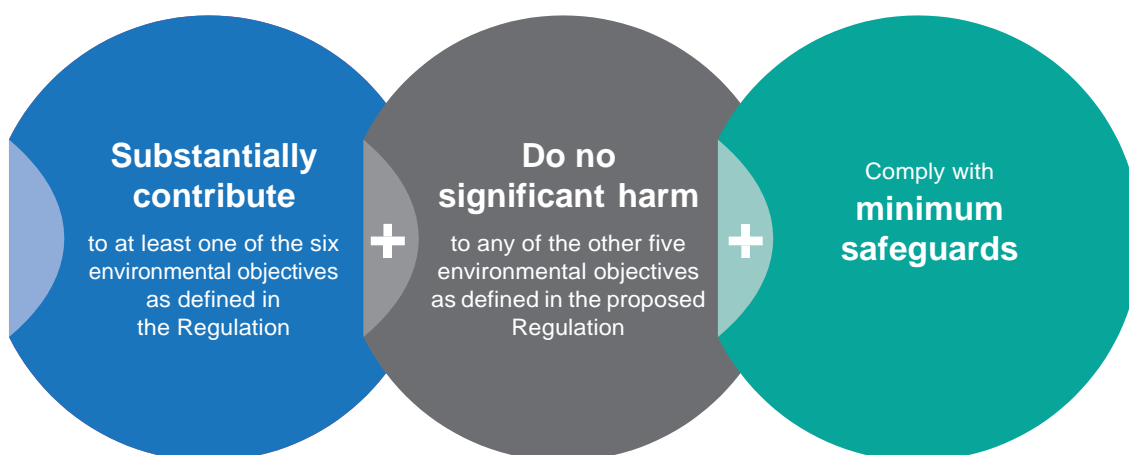 Substantially
contribute
to at least one of the six
environmental objectives
as defined in
the Regulation
+
Do no
significant harm
to any of the other five
environmental objectives
as defined in the proposed
Regulation
+
Comply with
minimum
safeguards